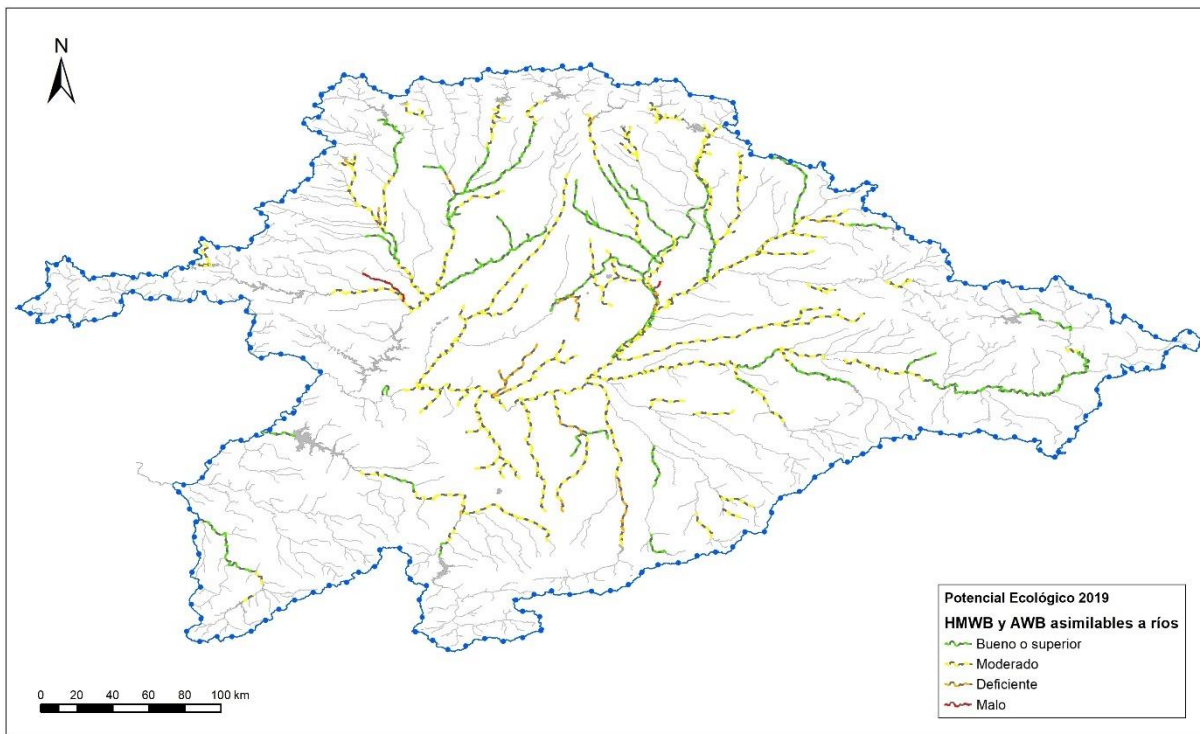 N
0 20 40 60 80 100 km
Potencial Ecológico 2019
HMWB y AWB asimilables a ríos
Bueno o superior
Moderado
Deficiente
Malo